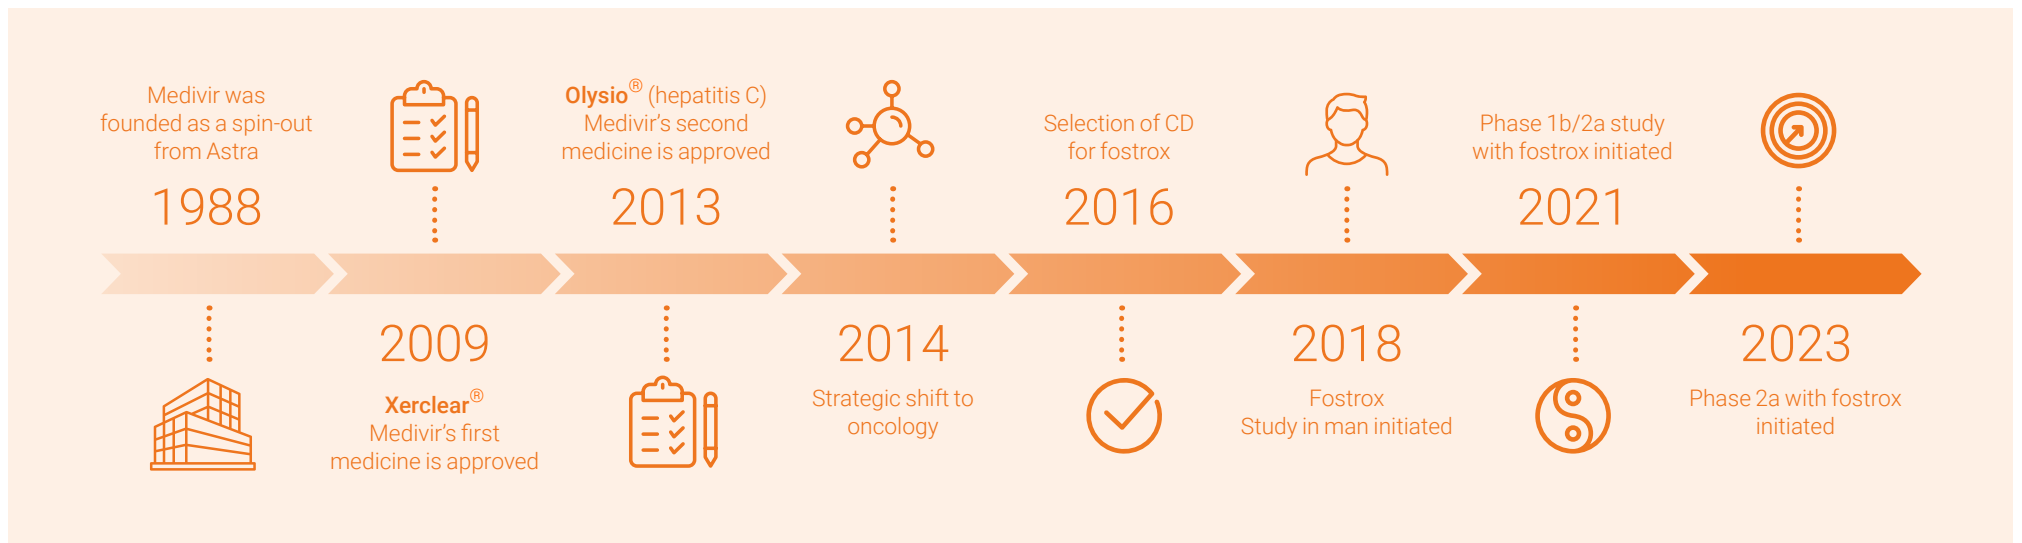 Medivir was
founded as a spin-out
from Astra
1988
2009
Xerclear®
Medivir's first
medicine is approved
Olysio® (hepatitis C)
Medivir's second
medicine is approved
2013
2014
Strategic shift to
oncology
Selection of CD
for fostrox
2016
2018
Fostrox
Study in man initiated
Phase 1b/2a study
with fostrox initiated
2021
2023
Phase 2a with fostrox
initiated